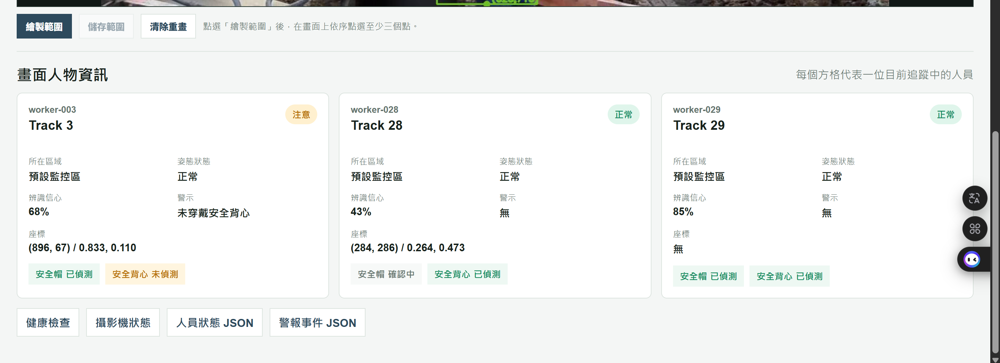 繪製範圍 儲存範圍 清除重畫 點選「繪製範圍」後，在畫面上依序點選至少三個點。
畫面人物資訊 每個方格代表一位目前追蹤中的人員
worker-003
Track 3
注意
所在區域 姿態狀態
預設監控區 正常
辨識信心 警示
68% 未穿戴安全背心
座標
(896, 67) / 0.833, 0.110
安全帽 已偵測 安全背心 未偵測
worker-028
Track 28
正常
所在區域 姿態狀態
預設監控區 正常
辨識信心 警示
43% 無
座標
(284, 286) / 0.264, 0.473
安全帽 確認中 安全背心 已偵測
worker-029
Track 29
正常
所在區域 姿態狀態
預設監控區 正常
辨識信心 警示
85% 無
座標
無
安全帽 已偵測 安全背心 已偵測
健康檢查 攝影機狀態 人員狀態 JSON 警報事件 JSON